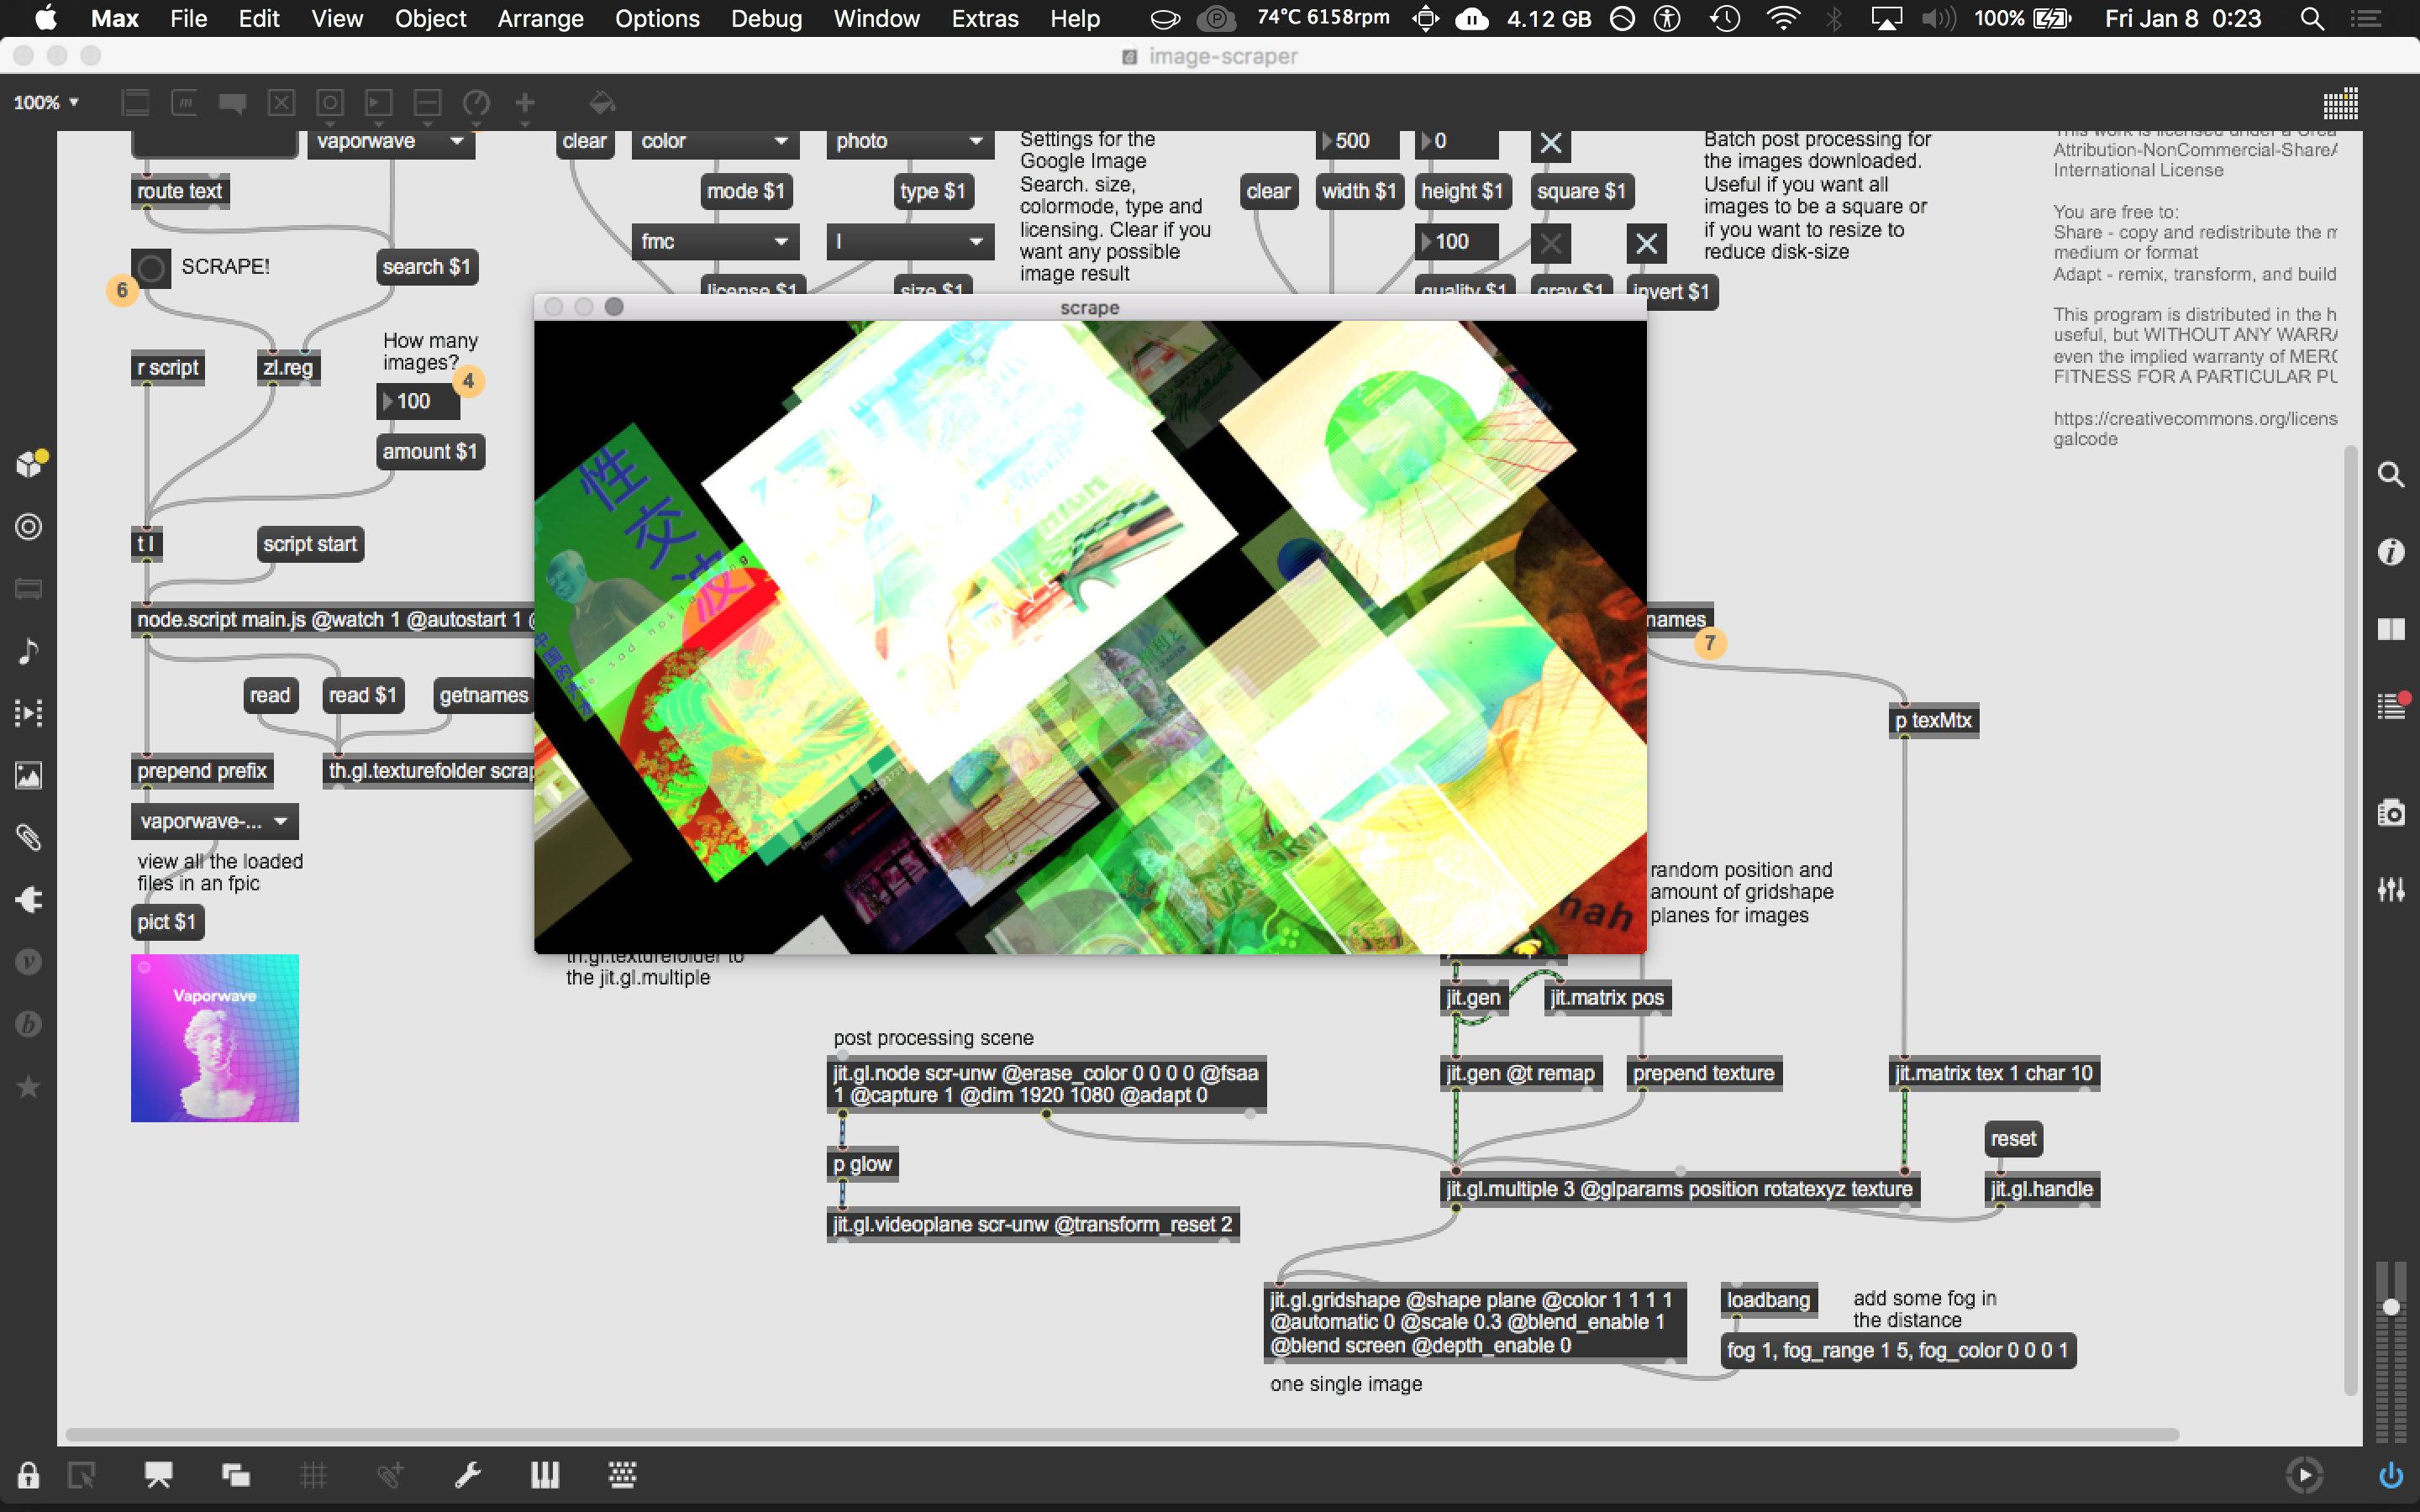 Max File Edit View Object Arrange Options Debug Window Extras Help 74°C 6158rpm 4.12 GB 100% Fri Jan 8 0:23
image-scraper
100%
vaporwave
route text
SCRAPE!
6
search $1
r script
zl.reg
How many
images?
4
100
amount $1
t l
script start
node.script main.js @watch 1 @autostart 1
read
read $1
getnames
prepend prefix
th.gl.texturefolder scrap
vaporwave-...
view all the loaded
files in an fpic
pict $1
Vaporwave
clear
color
photo
mode $1
type $1
fmc
l
license $1
size $1
Settings for the
Google Image
Search. size,
colormode, type and
licensing. Clear if you
want any possible
image result
500
0
clear
width $1
height $1
square $1
100
quality $1
gray $1
invert $1
Batch post processing for
the images downloaded.
Useful if you want all
images to be a square or
if you want to resize to
reduce disk-size
Attribution-NonCommercial-ShareA
International License
You are free to:
Share - copy and redistribute the m
medium or format
Adapt - remix, transform, and build
This program is distributed in the h
useful, but WITHOUT ANY WARRA
even the implied warranty of MERC
FITNESS FOR A PARTICULAR PU
https://creativecommons.org/licens
galcode
scrape
性
交
波
nah
names
7
p texMtx
random position and
amount of gridshape
planes for images
th.gl.texturefolder to
the jit.gl.multiple
jit.gen
jit.matrix pos
post processing scene
jit.gl.node scr-unw @erase_color 0 0 0 0 @fsaa
1 @capture 1 @dim 1920 1080 @adapt 0
jit.gen @t remap
prepend texture
jit.matrix tex 1 char 10
p glow
reset
jit.gl.multiple 3 @glparams position rotatexyz texture
jit.gl.handle
jit.gl.videoplane scr-unw @transform_reset 2
jit.gl.gridshape @shape plane @color 1 1 1 1
@automatic 0 @scale 0.3 @blend_enable 1
@blend screen @depth_enable 0
loadbang
add some fog in
the distance
fog 1, fog_range 1 5, fog_color 0 0 0 1
one single image